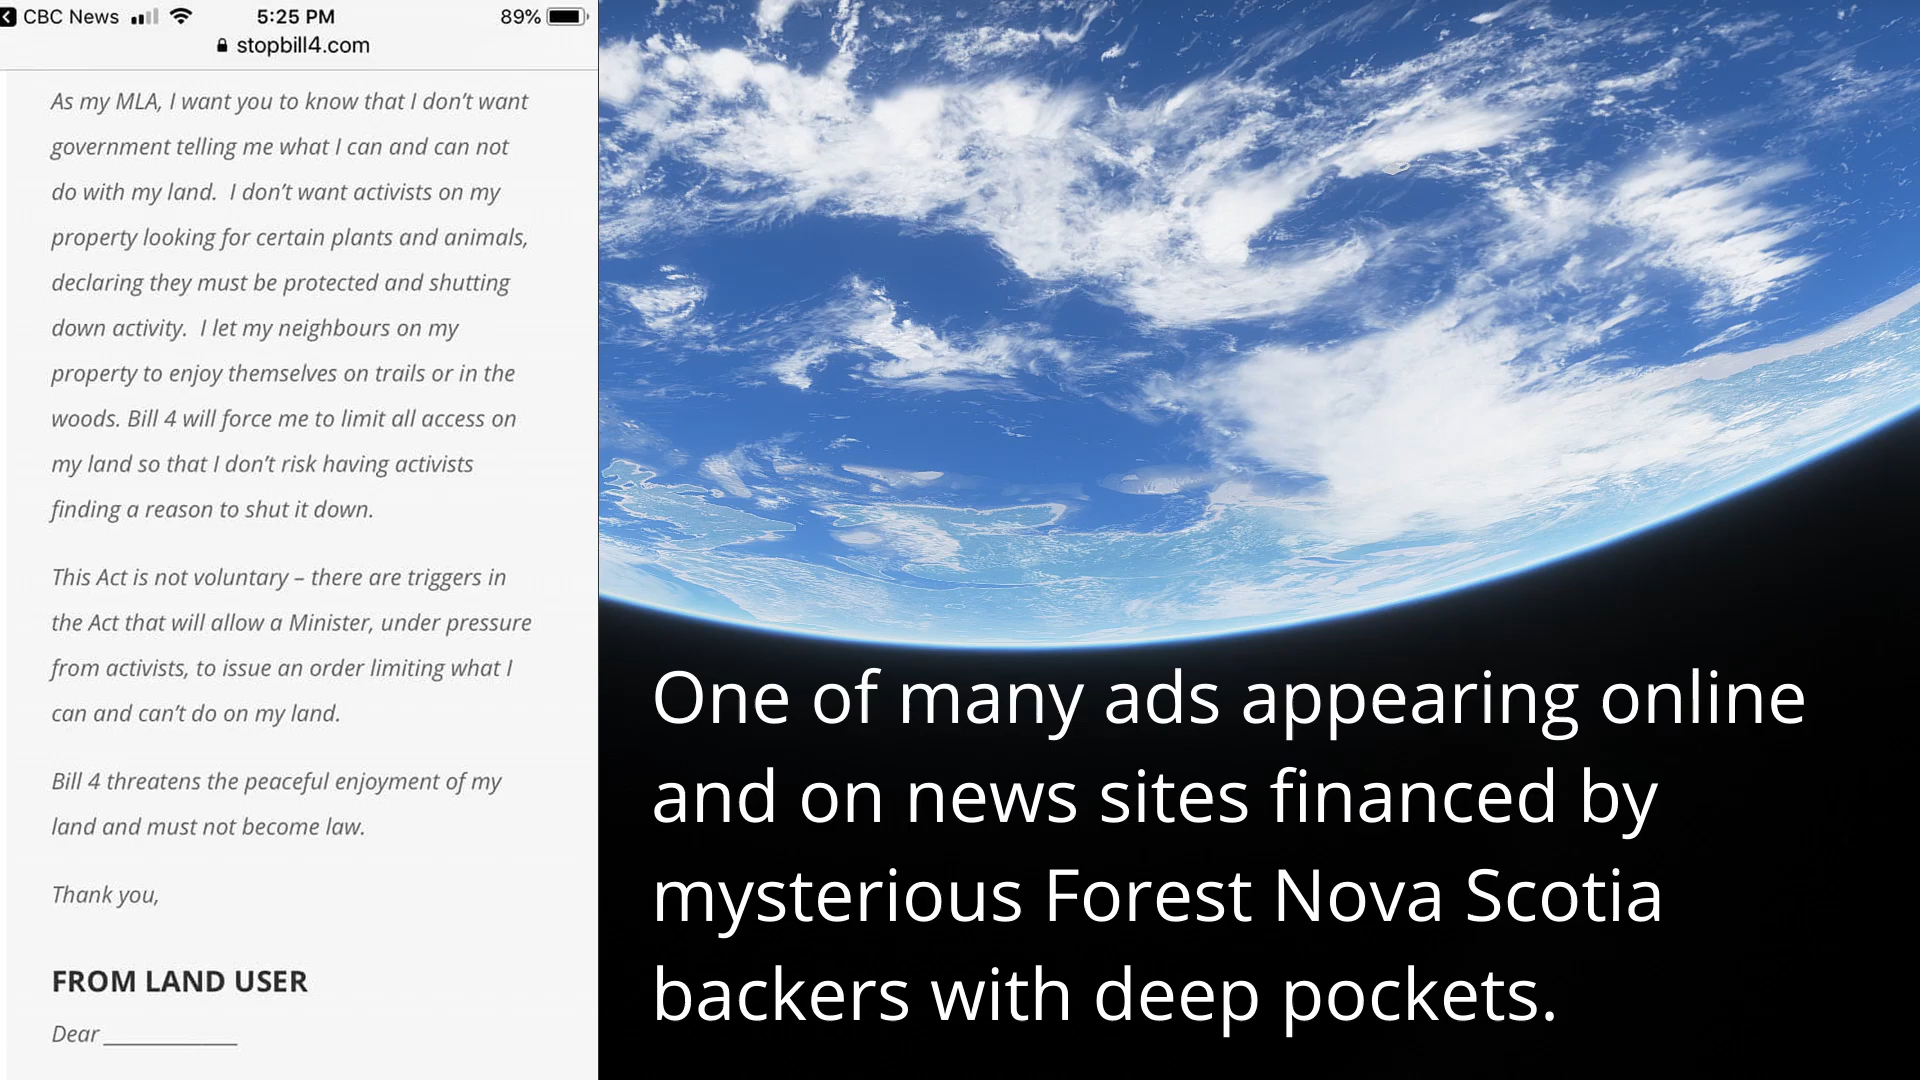 CBC News
5:25 PM
89%
stopbill4.com
As my MLA, I want you to know that I don’t want
government telling me what I can and can not
do with my land.  I don’t want activists on my
property looking for certain plants and animals,
declaring they must be protected and shutting
down activity.  I let my neighbours on my
property to enjoy themselves on trails or in the
woods. Bill 4 will force me to limit all access on
my land so that I don’t risk having activists
finding a reason to shut it down.
This Act is not voluntary – there are triggers in
the Act that will allow a Minister, under pressure
from activists, to issue an order limiting what I
can and can’t do on my land.
Bill 4 threatens the peaceful enjoyment of my
land and must not become law.
Thank you,
FROM LAND USER
Dear ____________
One of many ads appearing online
and on news sites financed by
mysterious Forest Nova Scotia
backers with deep pockets.